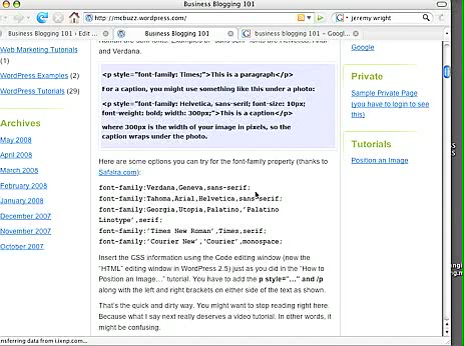 Business Blogging 101
http://mcbuzz.wordpress.com/
jeremy wright
Business Blogging 101 › Edit ...
Business Blogging 101
business blogging 101 - Googl...
and Verdana.
Web Marketing Tutorials
(1)
WordPress Examples (2)
WordPress Tutorials (29)
Archives
May 2008
April 2008
March 2008
February 2008
January 2008
December 2007
November 2007
October 2007
<p style="font-family: Times;">This is a paragraph</p>
For a caption, you might use something like this under a photo:
<p style="font-family: Helvetica, sans-serif; font-size: 10px;
font-weight: bold; width: 300px;">This is a caption</p>
where 300px is the width of your image in pixels, so the
caption wraps under the photo.
Here are some options you can try for the font-family property (thanks to
Safalra.com):
font-family:Verdana,Geneva,sans-serif;
font-family:Tahoma,Arial,Helvetica,sans-serif;
font-family:Georgia,Utopia,Palatino,'Palatino
Linotype',serif;
font-family:'Times New Roman',Times,serif;
font-family:'Courier New','Courier',monospace;
Insert the CSS information using the Code editing window (now the
"HTML" editing window in WordPress 2.5) just as you did in the "How to
Position an Image..." tutorial. You have to add the p style="..." and /p
along with the left and right brackets on either side of the text as shown.
That's the quick and dirty way. You might want to stop reading right here.
Because what I say next really deserves a video tutorial. In other words, it
might be confusing.
Google
Private
Sample Private Page
(you have to login to see
this)
Tutorials
Position an Image
nsferring data from i.ixnp.com...